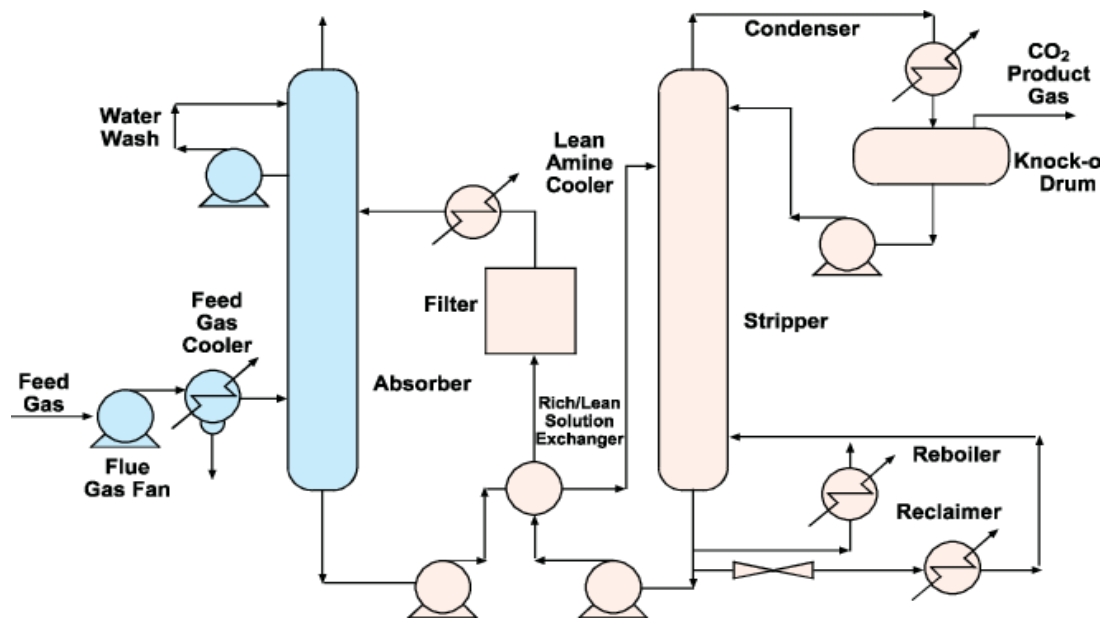 Condenser
CO₂
Product
Gas
Water
Wash
Lean
Amine
Cooler
Knock-o
Drum
Feed
Gas
Cooler
Filter
Stripper
Absorber
Feed
Gas
Rich/Lean
Solution
Exchanger
Flue
Gas Fan
Reboiler
Reclaimer